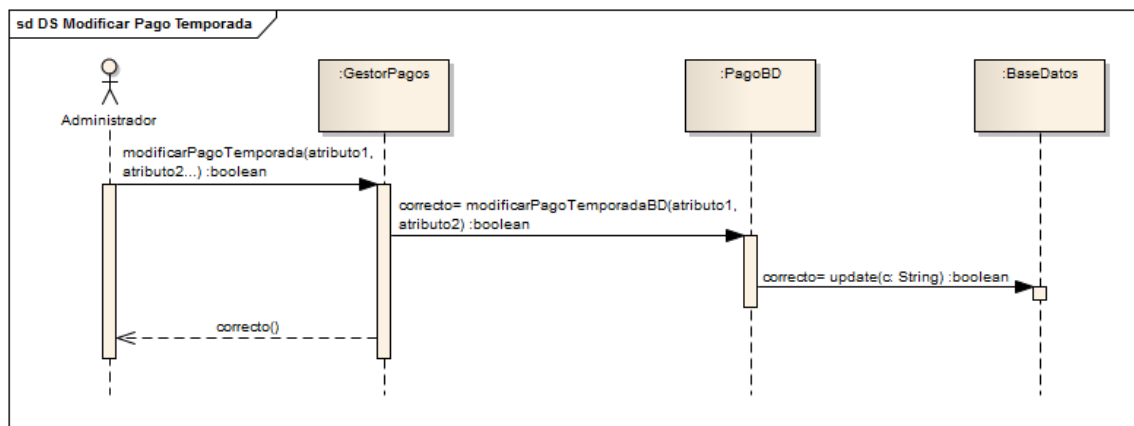 sd DS Modificar Pago Temporada
Administrador
:GestorPagos
:PagoBD
:BaseDatos
modificarPagoTemporada(atributo1,
atributo2...) :boolean
correcto= modificarPagoTemporadaBD(atributo1,
atributo2) :boolean
correcto= update(c: String) :boolean
correcto()